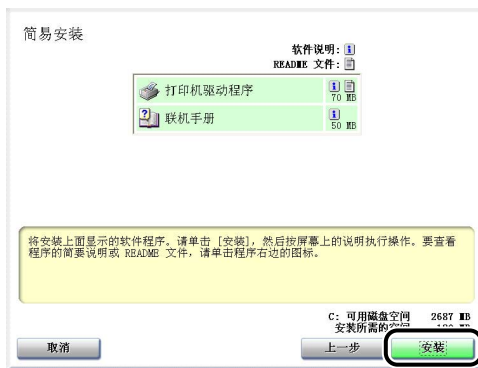 简易安装
软件说明:
README 文件:
打印机驱动程序
70 MB
联机手册
50 MB
将安装上面显示的软件程序。请单击 [安装]，然后按屏幕上的说明执行操作。要查看
程序的简要说明或 README 文件，请单击程序右边的图标。
C: 可用磁盘空间 2687 MB
安装所需的空间
取消
上一步
安装